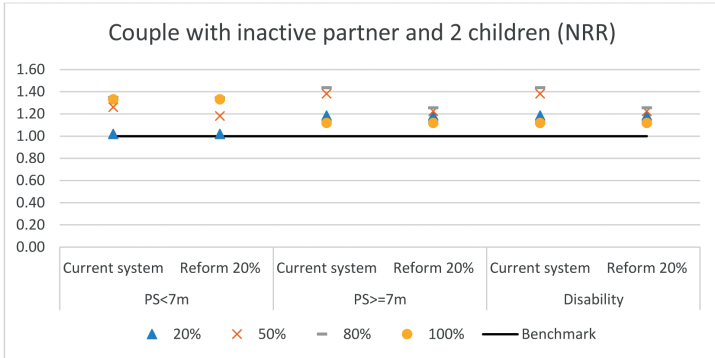 Couple with inactive partner and 2 children (NRR)
1.60
1.40
1.20
1.00
0.80
0.60
0.40
0.20
0.00
Current system Reform 20% Current system Reform 20% Current system Reform 20%
PS<7m PS>=7m Disability
20% 50% 80% 100% Benchmark